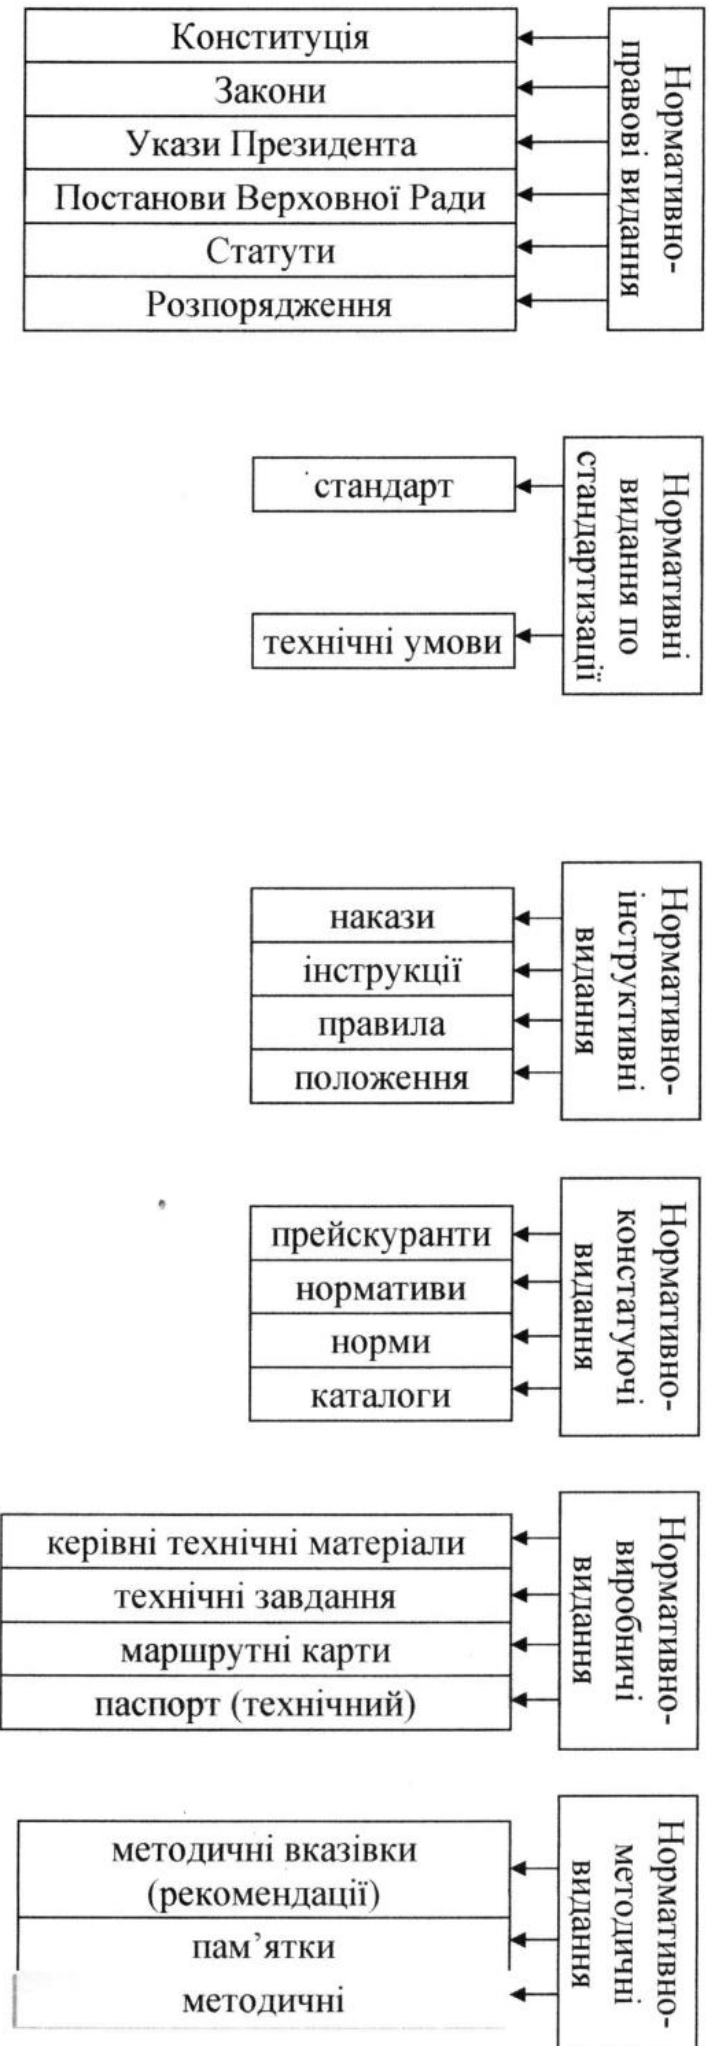 Нормативно-
правові видання
Конституція
Закони
Укази Президента
Постанови Верховної Ради
Статути
Розпорядження
Нормативні
видання по
стандартизації
стандарт
технічні умови
Нормативно-
інструктивні
видання
накази
інструкції
правила
положення
Нормативно-
констатуючі
видання
прейскуранти
нормативи
норми
каталоги
Нормативно-
виробничі
видання
керівні технічні матеріали
технічні завдання
маршрутні карти
паспорт (технічний)
Нормативно-
методичні
видання
методичні вказівки
(рекомендації)
пам’ятки
методичні